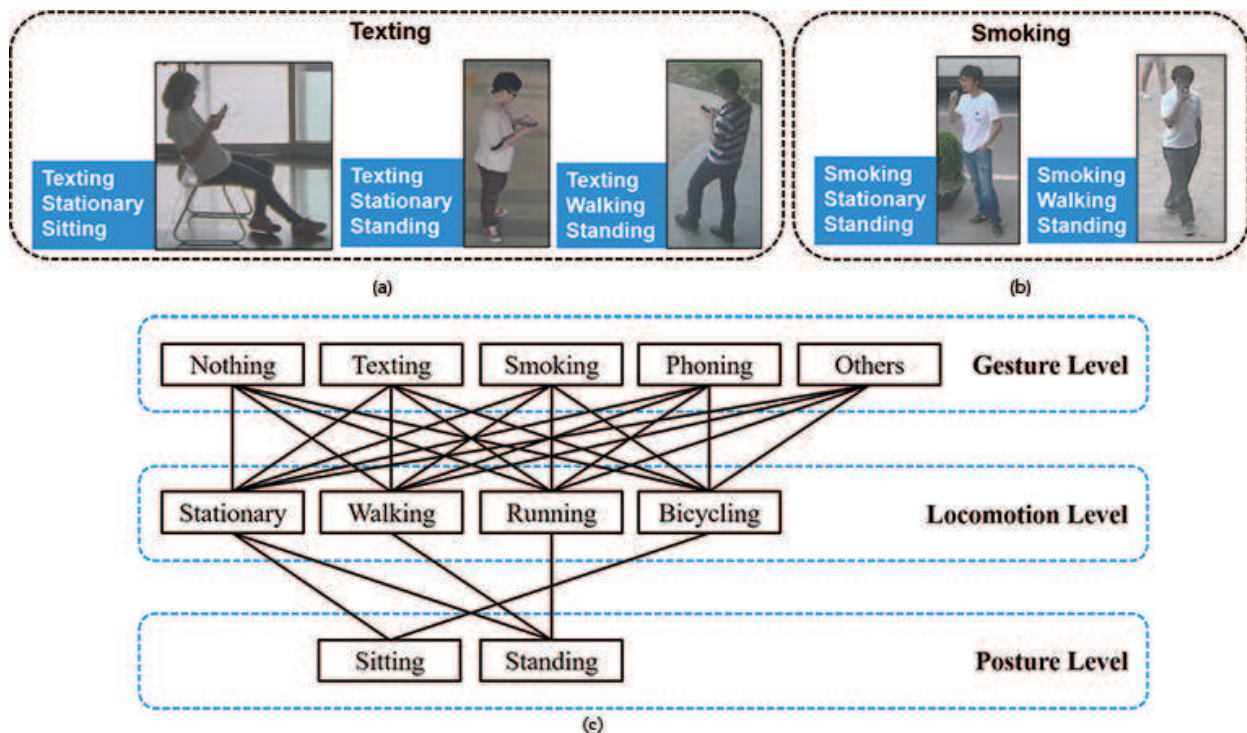 Texting
Texting
Stationary
Sitting
Texting
Stationary
Standing
Texting
Walking
Standing
(a)
Smoking
Smoking
Stationary
Standing
Smoking
Walking
Standing
(b)
Nothing Texting Smoking Phoning Others Gesture Level
Stationary Walking Running Bicycling Locomotion Level
Sitting Standing Posture Level
(c)